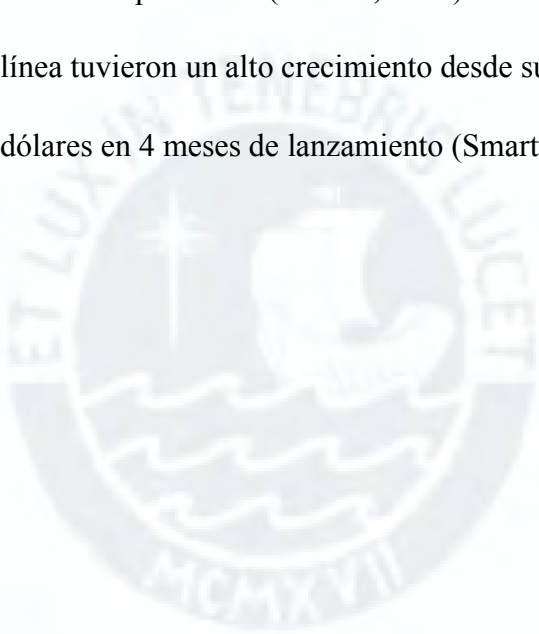 línea tuvieron un alto crecimiento desde su
dólares en 4 meses de lanzamiento (Smart
ET LUX IN TENEBRIS LUCET
MCMXVII